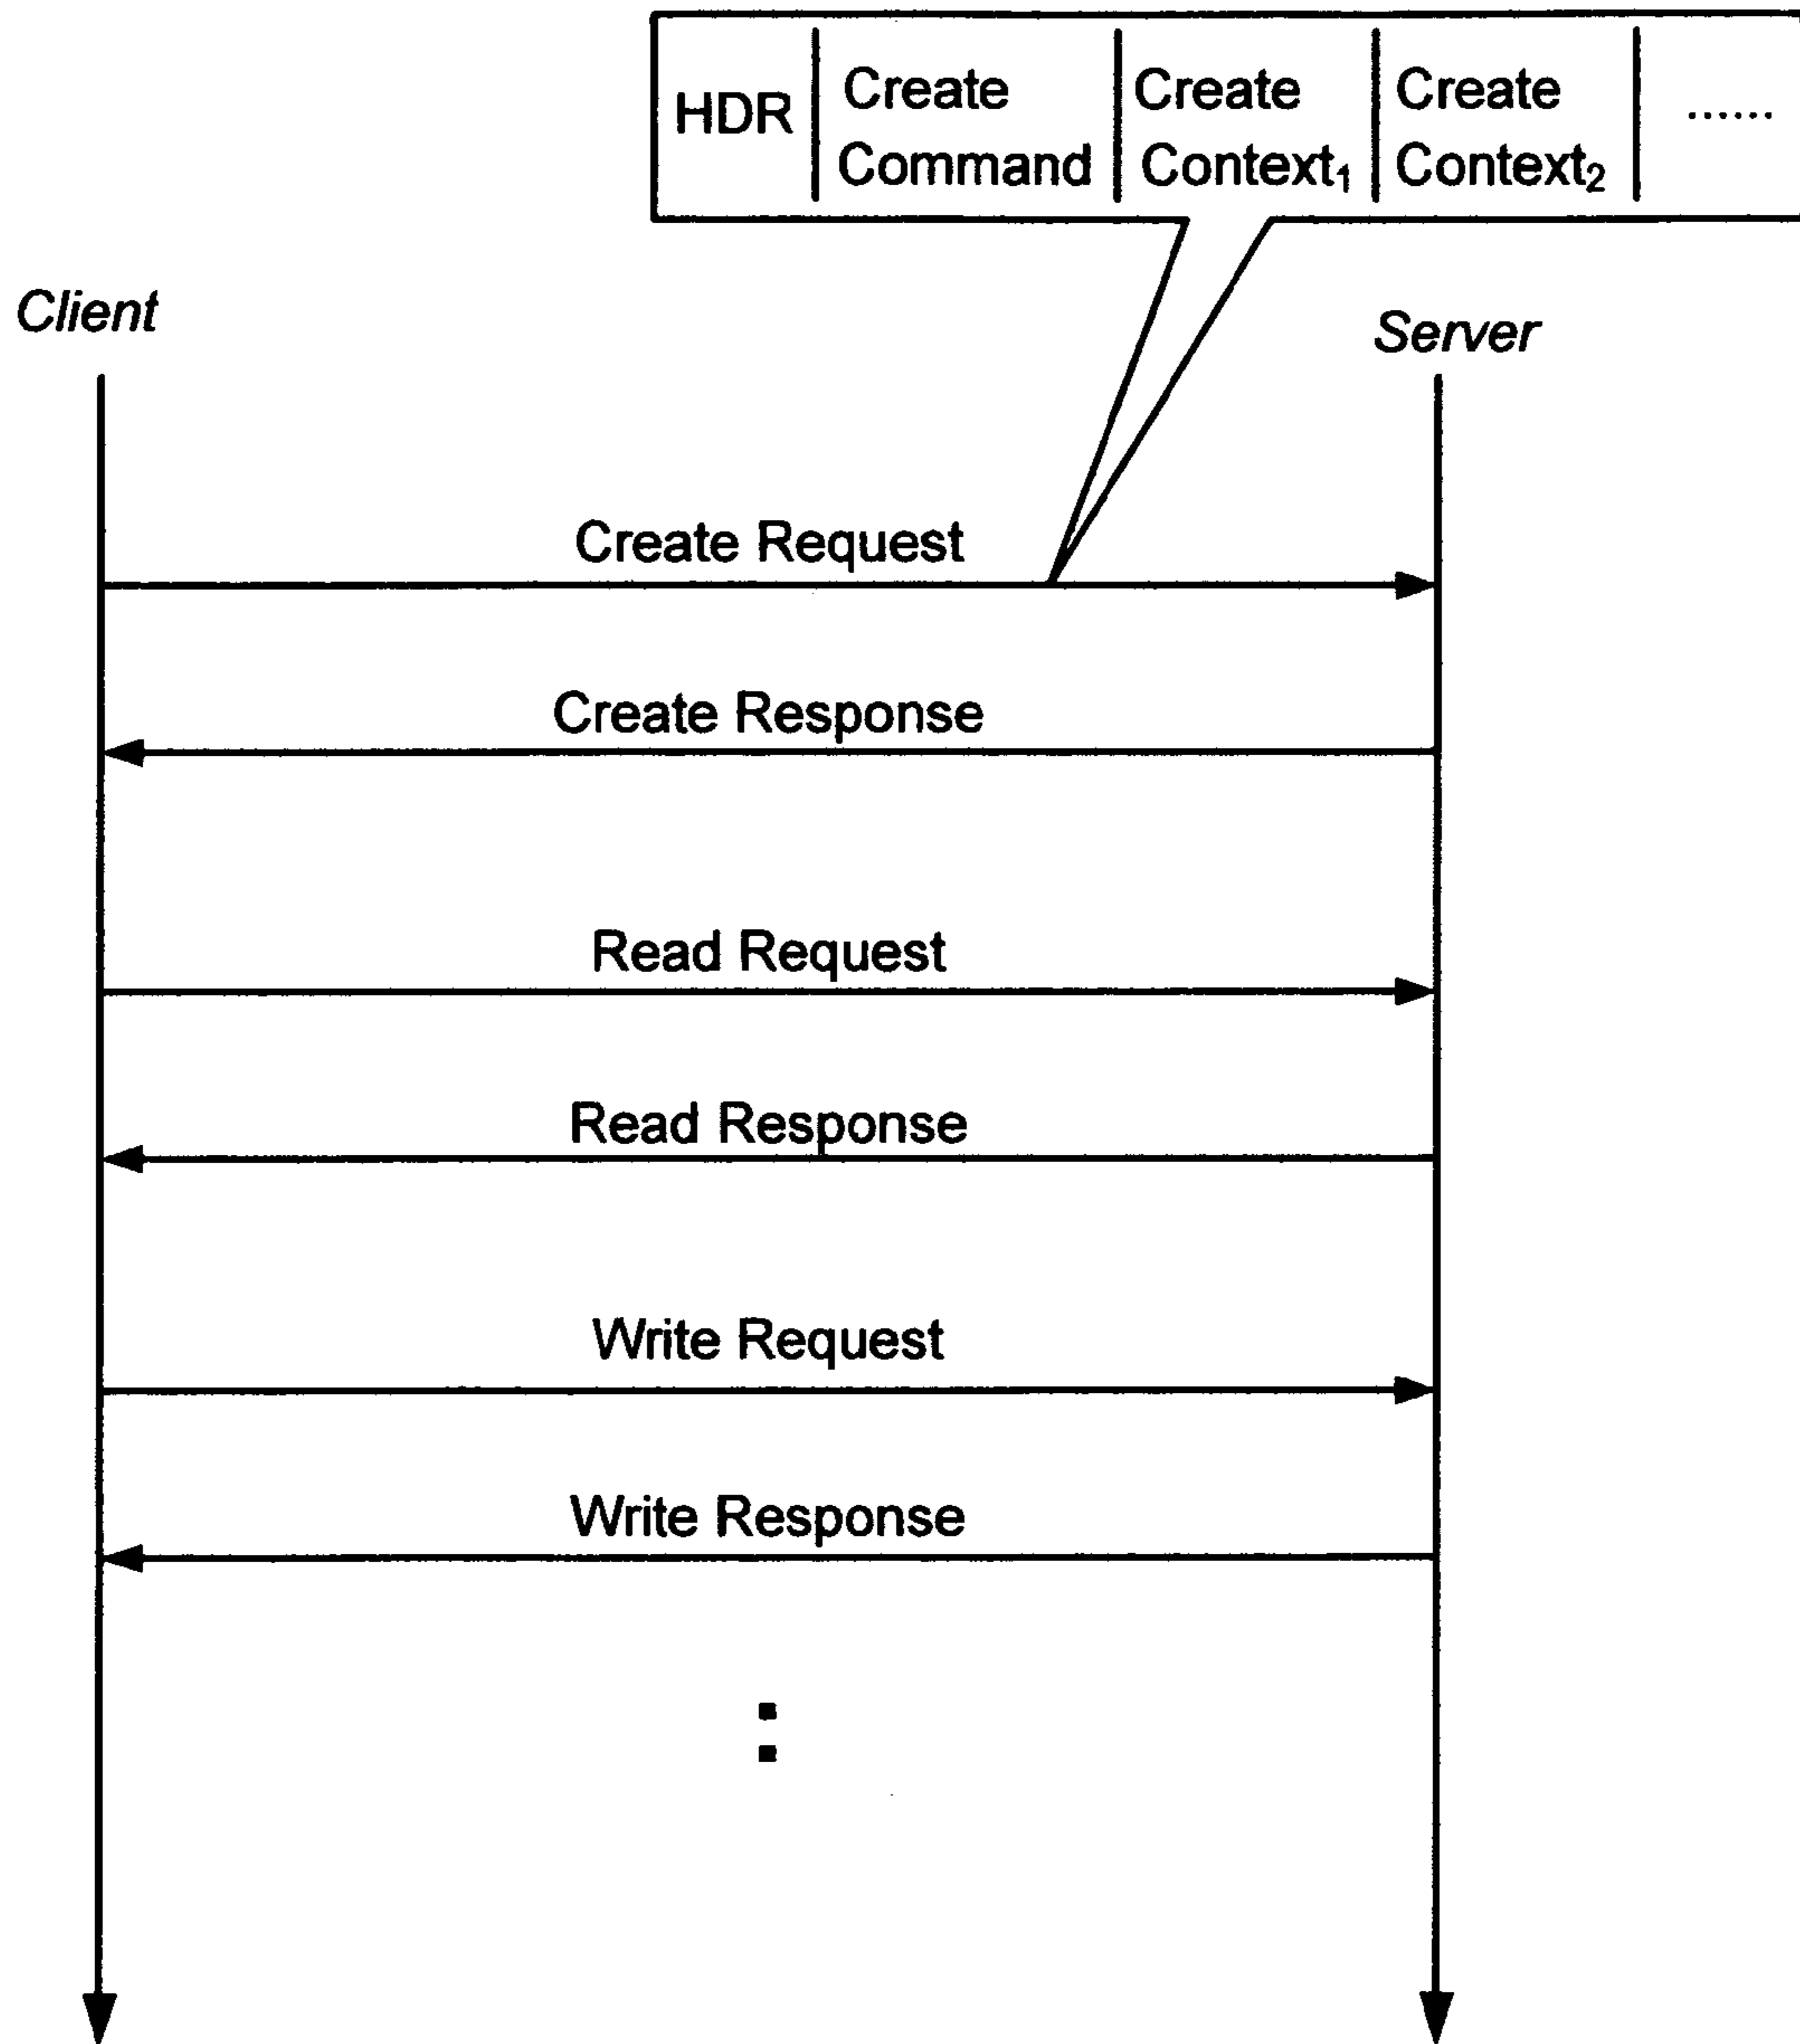 HDR
Create
Command
Create
Context₁
Create
Context₂
......
Client
Server
Create Request
Create Response
Read Request
Read Response
Write Request
Write Response